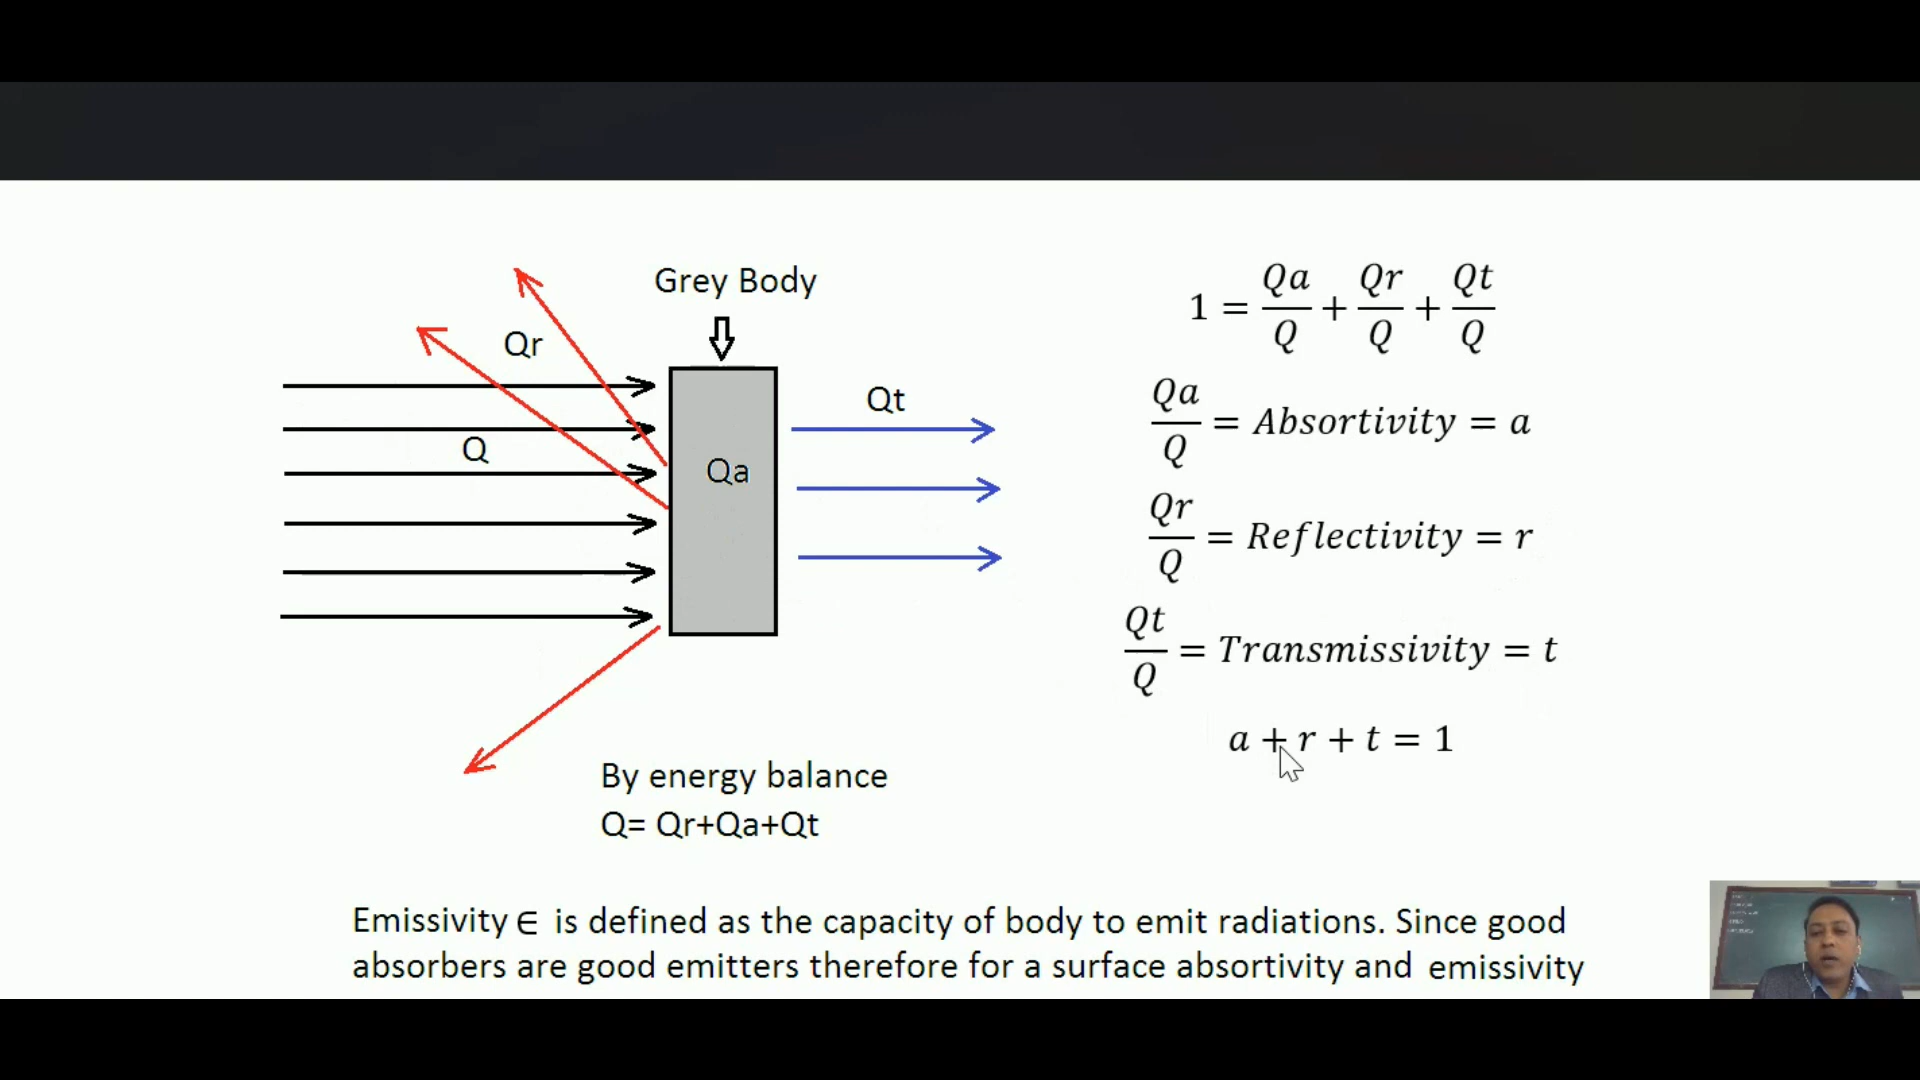 Grey Body
Qr
Qt
Q
Qa
By energy balance
Q= Qr+Qa+Qt
1 = Qa/Q + Qr/Q + Qt/Q
Qa/Q = Absortivity = a
Qr/Q = Reflectivity = r
Qt/Q = Transmissivity = t
a + r + t = 1
Emissivity ∈ is defined as the capacity of body to emit radiations. Since good
absorbers are good emitters therefore for a surface absortivity and emissivity